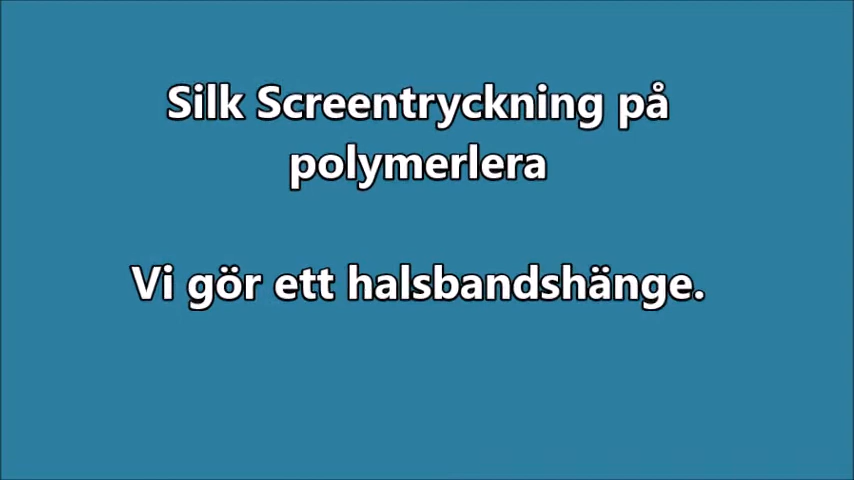 Silk Screentryckning på
polymerlera
Vi gör ett halsbandshänge.